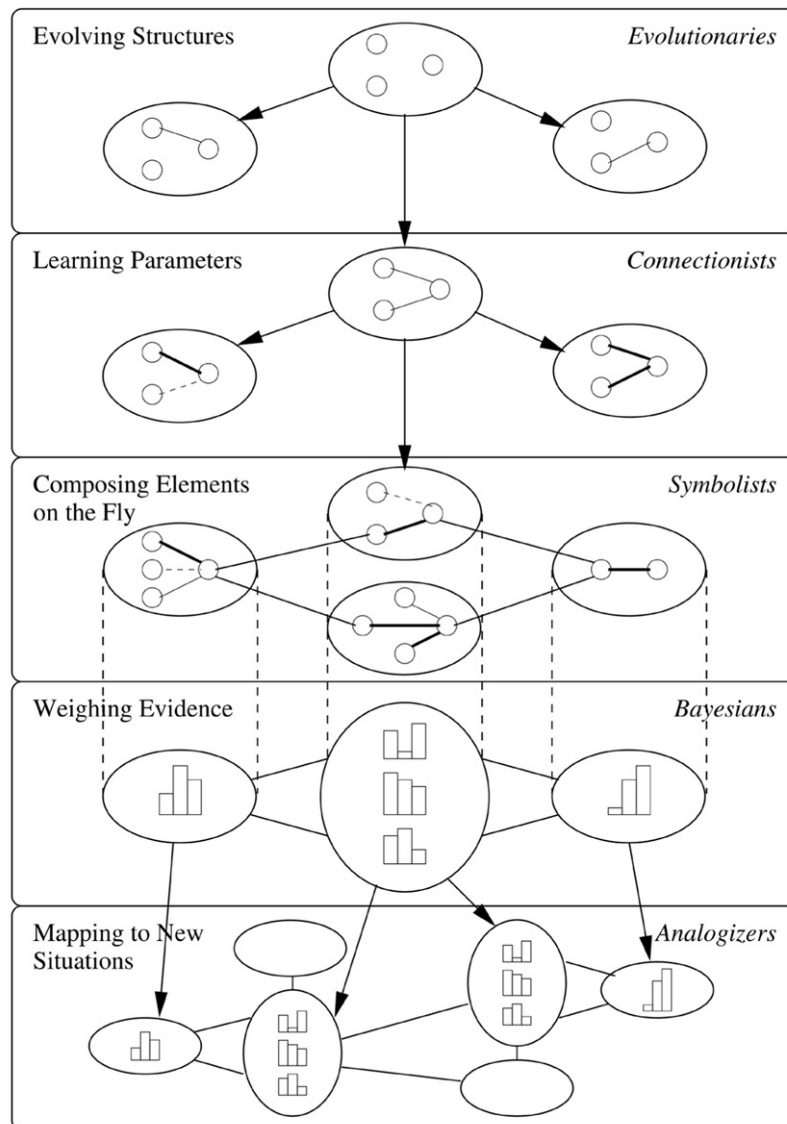 Evolving Structures
Evolutionaries
Learning Parameters
Connectionists
Composing Elements
on the Fly
Symbolists
Weighing Evidence
Bayesians
Mapping to New
Situations
Analogizers